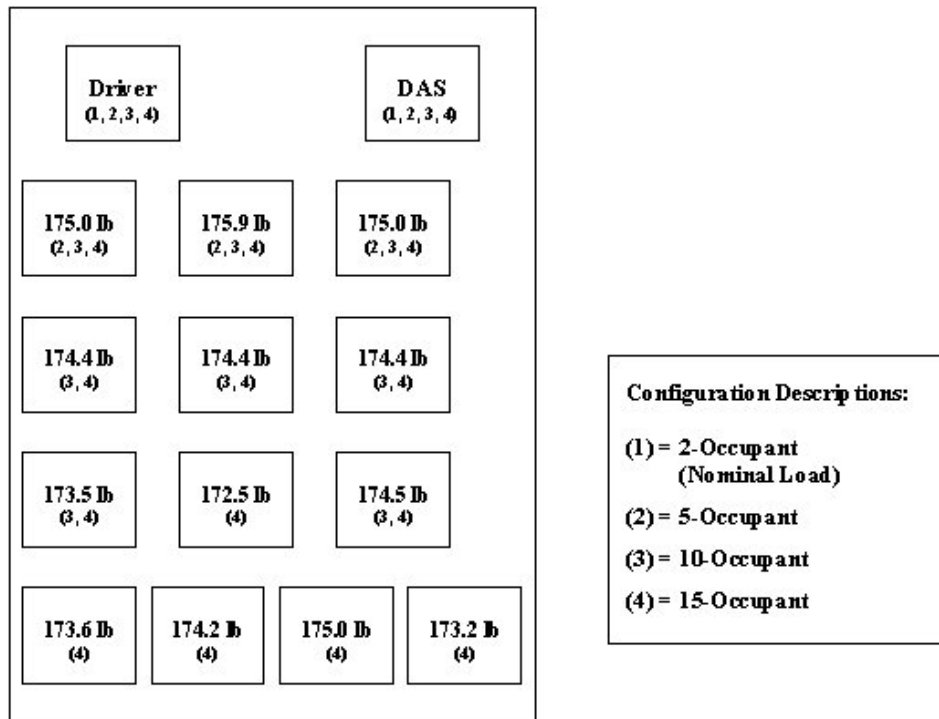 Driver
(1, 2, 3, 4)
DAS
(1, 2, 3, 4)
175.0 lb
(2, 3, 4)
175.9 lb
(2, 3, 4)
175.0 lb
(2, 3, 4)
174.4 lb
(3, 4)
174.4 lb
(3, 4)
174.4 lb
(3, 4)
173.5 lb
(3, 4)
172.5 lb
(4)
174.5 lb
(3, 4)
173.6 lb
(4)
174.2 lb
(4)
175.0 lb
(4)
173.2 lb
(4)
Configuration Descriptions:
(1) = 2-Occupant
(Nominal Load)
(2) = 5-Occupant
(3) = 10-Occupant
(4) = 15-Occupant